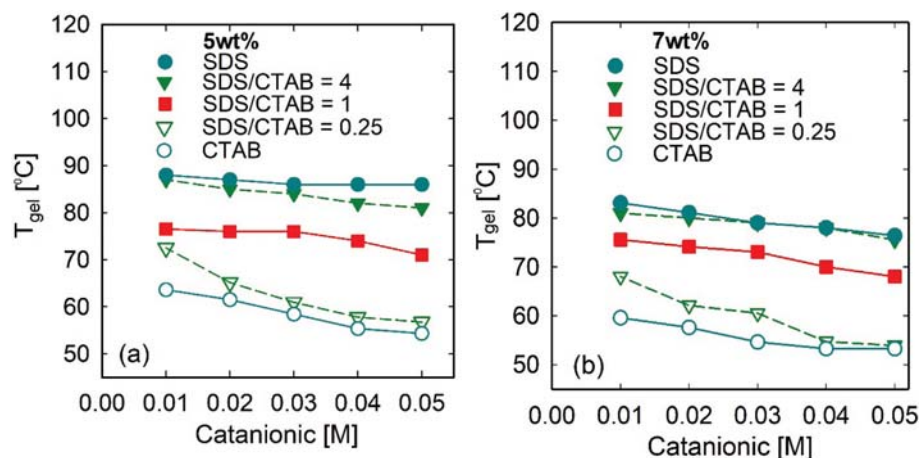 120
110
100
90
80
70
60
50
T_gel [°C]
5wt%
SDS
SDS/CTAB = 4
SDS/CTAB = 1
SDS/CTAB = 0.25
CTAB
(a)
0.00 0.01 0.02 0.03 0.04 0.05
Catanionic [M]
120
110
100
90
80
70
60
50
T_gel [°C]
7wt%
SDS
SDS/CTAB = 4
SDS/CTAB = 1
SDS/CTAB = 0.25
CTAB
(b)
0.00 0.01 0.02 0.03 0.04 0.05
Catanionic [M]